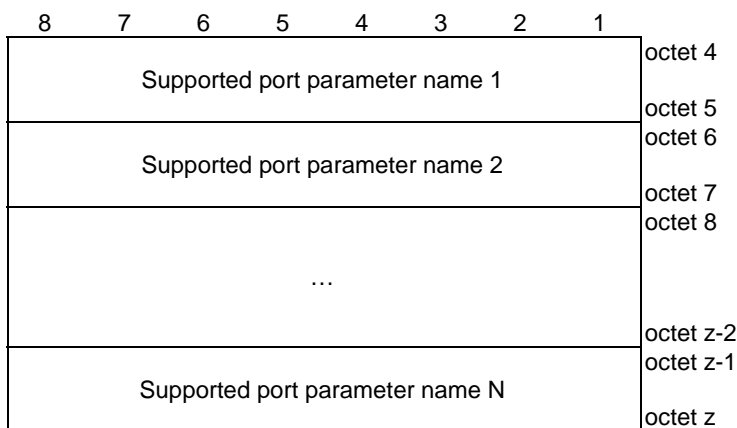 8 7 6 5 4 3 2 1
octet 4
Supported port parameter name 1
octet 5
octet 6
Supported port parameter name 2
octet 7
octet 8
…
octet z-2
octet z-1
Supported port parameter name N
octet z